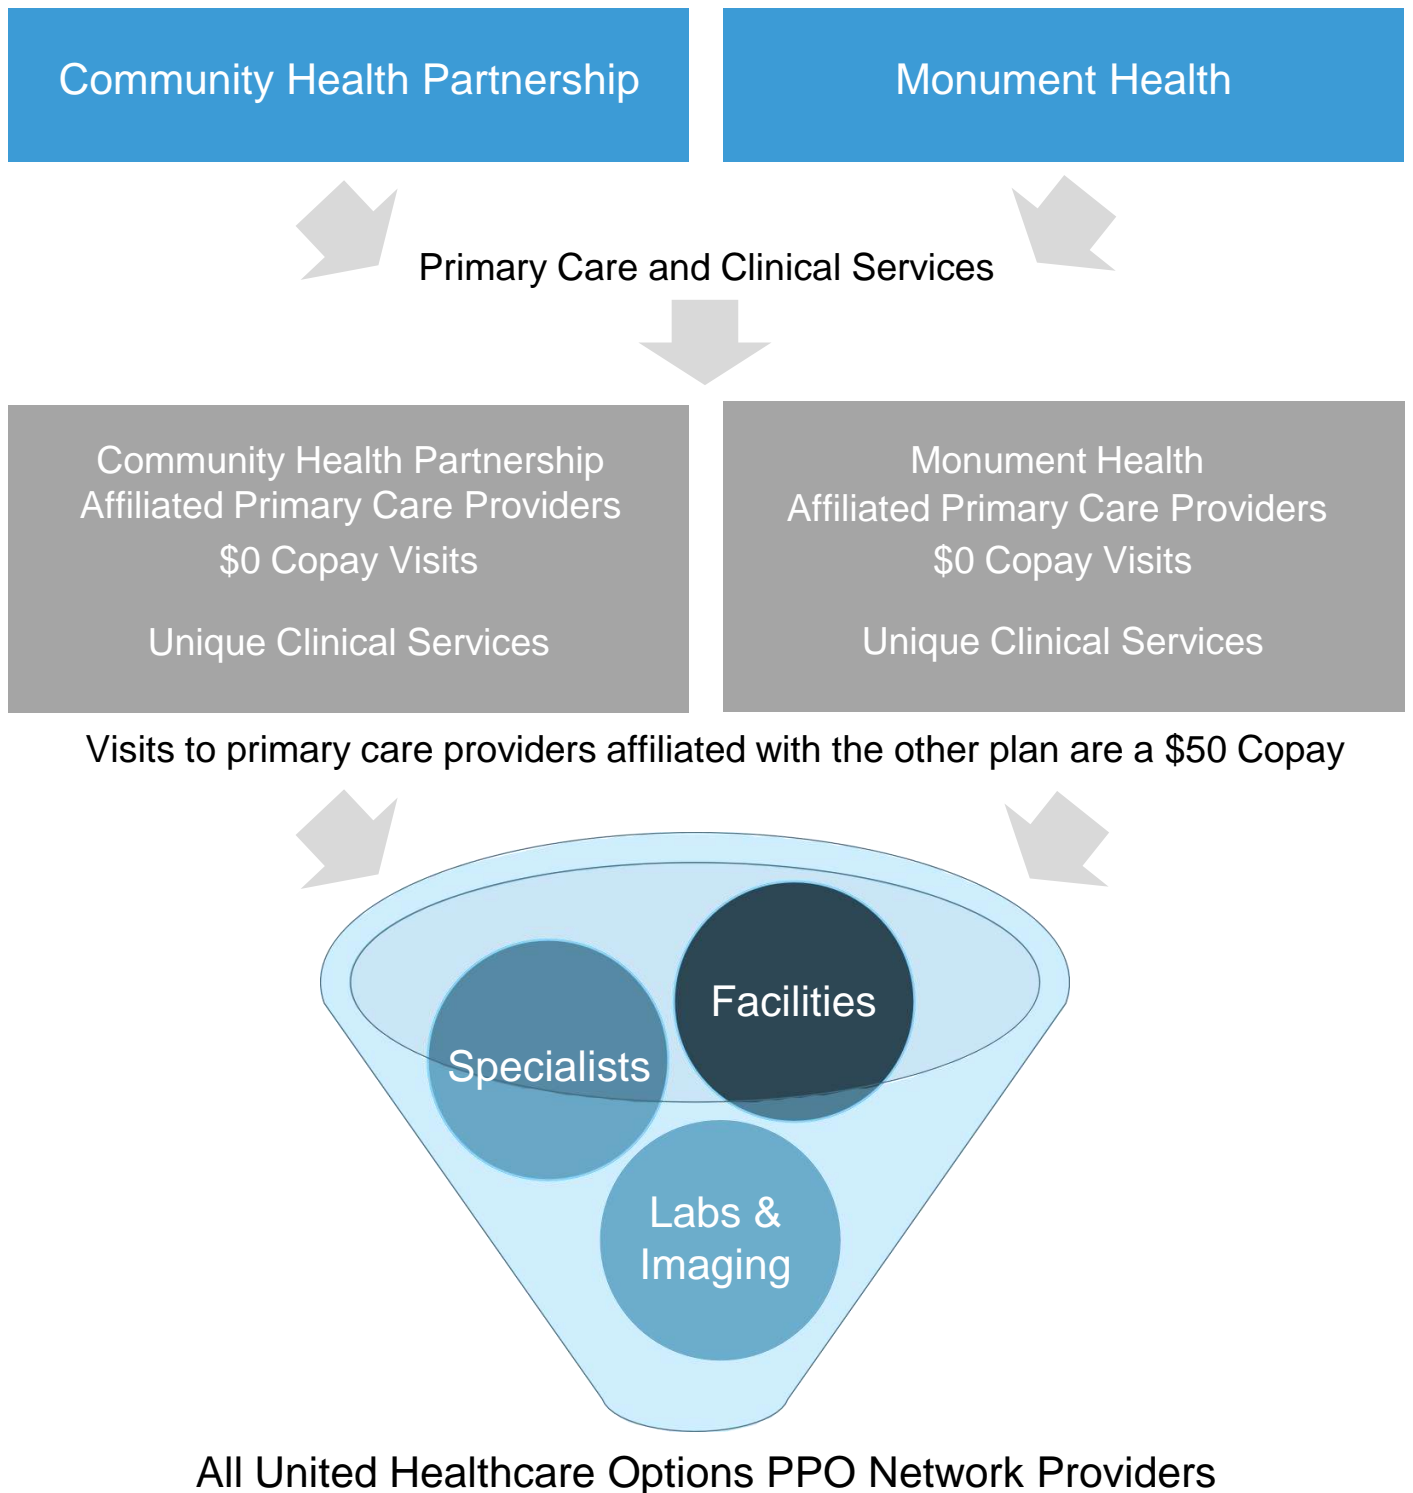 Community Health Partnership
Monument Health
Primary Care and Clinical Services
Community Health Partnership
Affiliated Primary Care Providers
$0 Copay Visits
Unique Clinical Services
Monument Health
Affiliated Primary Care Providers
$0 Copay Visits
Unique Clinical Services
Visits to primary care providers affiliated with the other plan are a $50 Copay
Facilities
Specialists
Labs &
Imaging
All United Healthcare Options PPO Network Providers